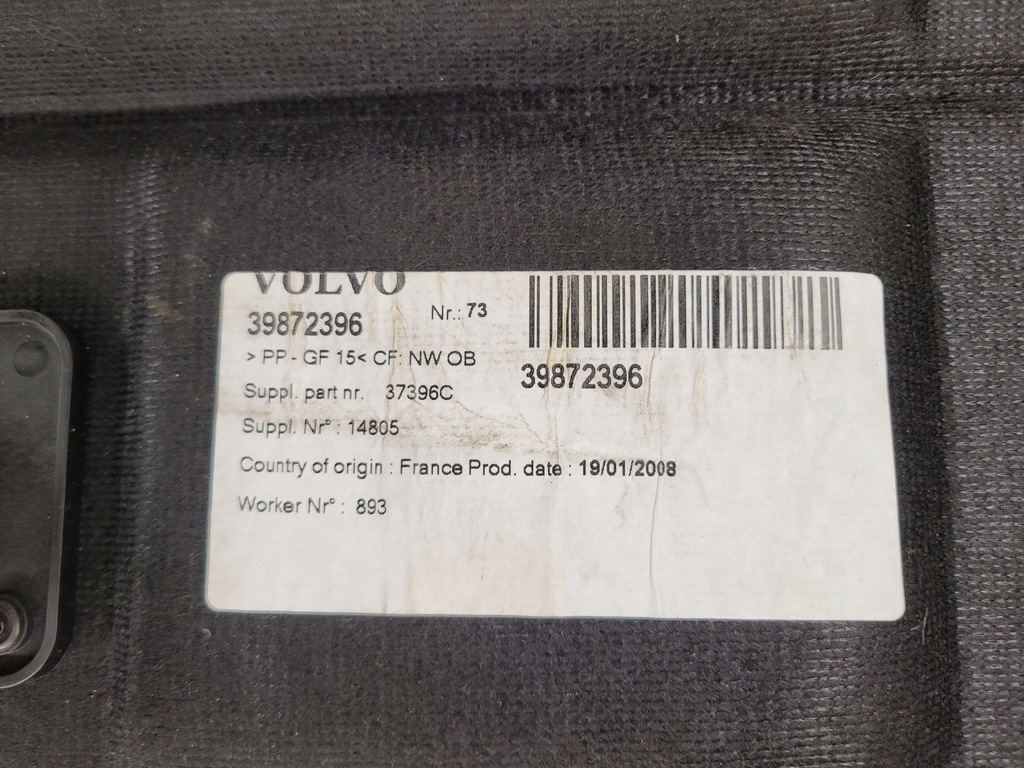 VOLVO
39872396 Nr.: 73
> PP - GF 15< CF: NW OB
39872396
Suppl. part nr. 37396C
Suppl. Nr° : 14805
Country of origin : France Prod. date : 19/01/2008
Worker Nr° : 893